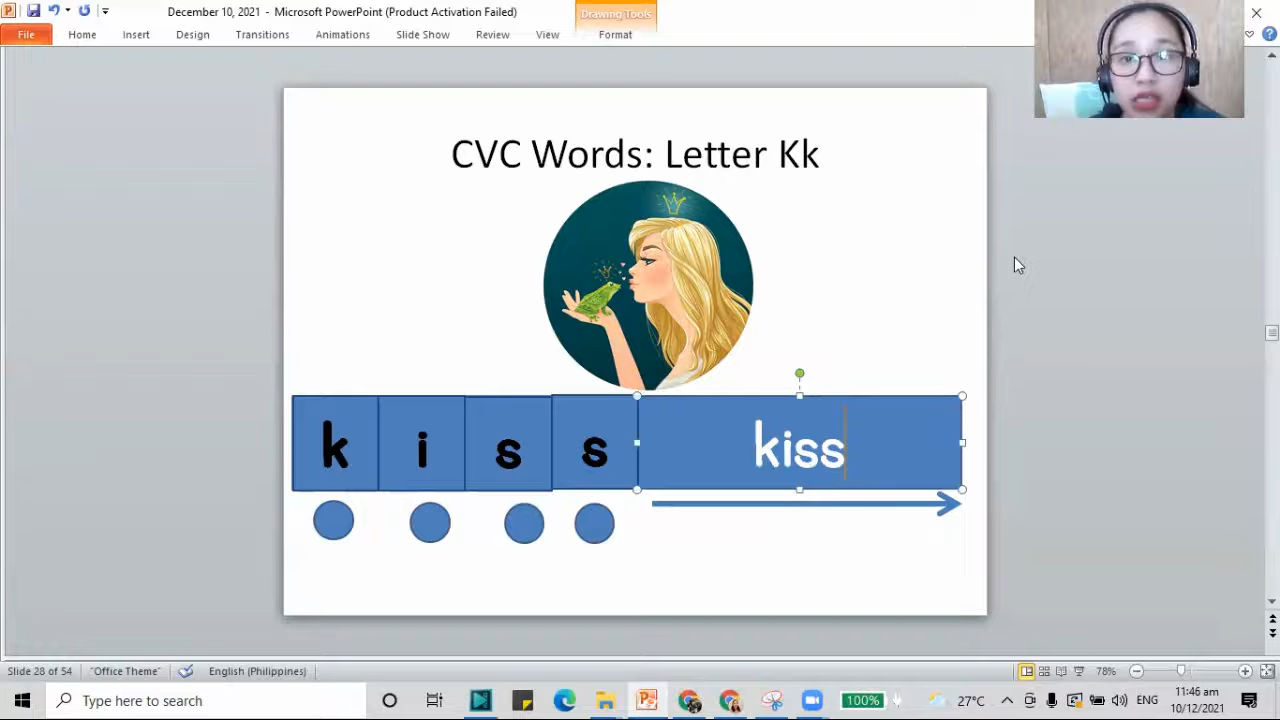 December 10, 2021 - Microsoft PowerPoint (Product Activation Failed)
Drawing Tools
File Home Insert Design Transitions Animations Slide Show Review View Format
CVC Words: Letter Kk
k i s s kiss
Slide 28 of 54 "Office Theme" English (Philippines) 78%
Type here to search
100% 27°C ENG 11:46 am
10/12/2021